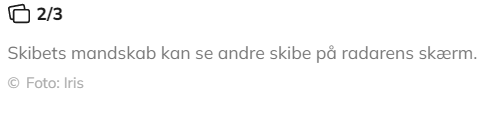 2/3
Skibets mandskab kan se andre skibe på radarens skærm.
© Foto: Iris